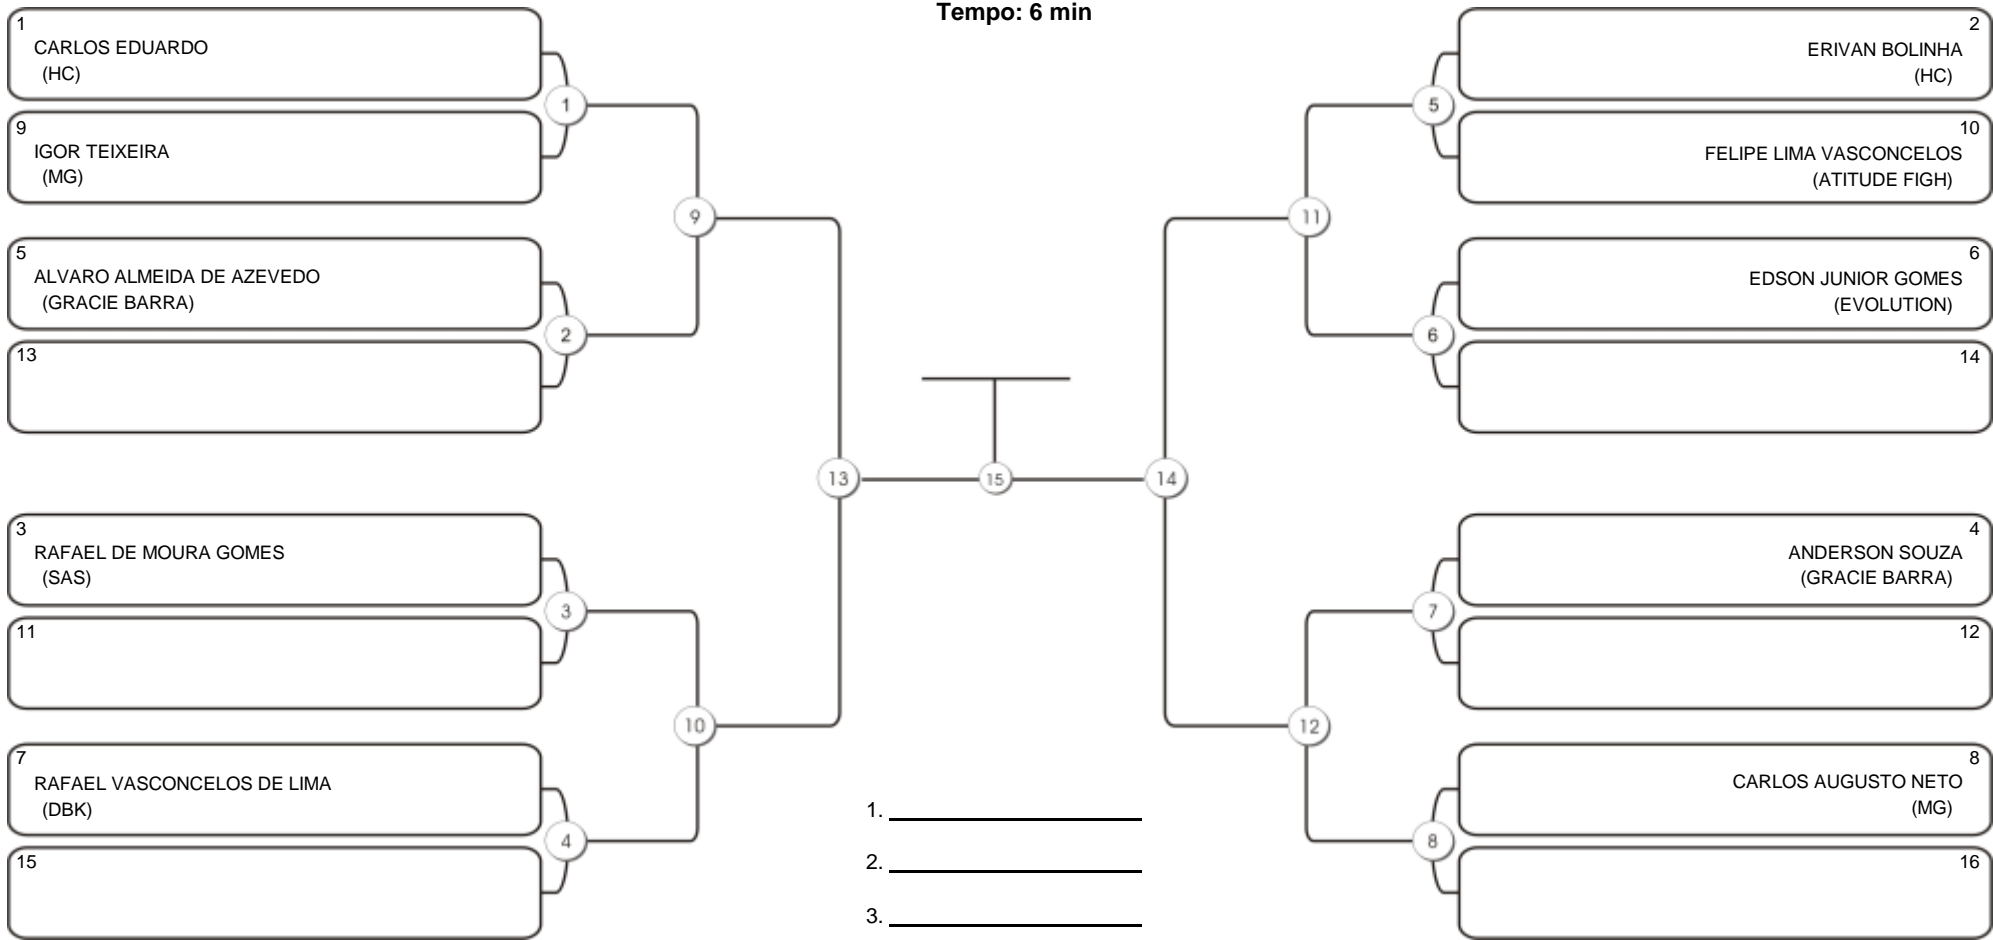 Tempo: 6 min
1
CARLOS EDUARDO
(HC)
1
9
IGOR TEIXEIRA
(MG)
9
5
ALVARO ALMEIDA DE AZEVEDO
(GRACIE BARRA)
2
13
13
3
RAFAEL DE MOURA GOMES
(SAS)
3
11
10
7
RAFAEL VASCONCELOS DE LIMA
(DBK)
4
15
15
1.
2.
3.
2
ERIVAN BOLINHA
(HC)
5
10
FELIPE LIMA VASCONCELOS
(ATITUDE FIGH)
11
6
EDSON JUNIOR GOMES
(EVOLUTION)
6
14
14
4
ANDERSON SOUZA
(GRACIE BARRA)
7
12
12
8
CARLOS AUGUSTO NETO
(MG)
8
16